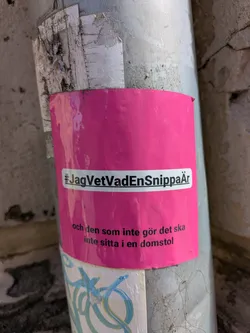 #JagVetVadEnSnippaÄr
och den som inte gör det ska
inte sitta i en domstol